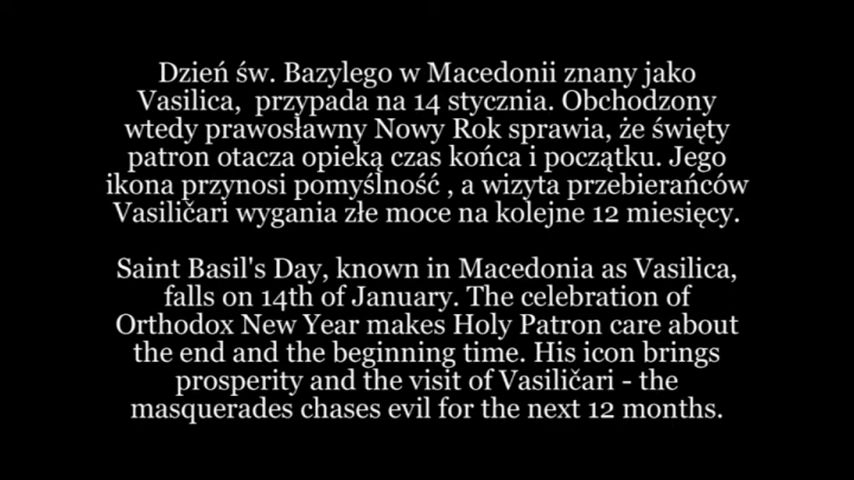 Dzień św. Bazylego w Macedonii znany jako
Vasilica,  przypada na 14 stycznia. Obchodzony
wtedy prawosławny Nowy Rok sprawia, że święty
patron otacza opieką czas końca i początku. Jego
ikona przynosi pomyślność , a wizyta przebierańców
Vasiličari wygania złe moce na kolejne 12 miesięcy.
Saint Basil's Day, known in Macedonia as Vasilica,
falls on 14th of January. The celebration of
Orthodox New Year makes Holy Patron care about
the end and the beginning time. His icon brings
prosperity and the visit of Vasiličari - the
masquerades chases evil for the next 12 months.